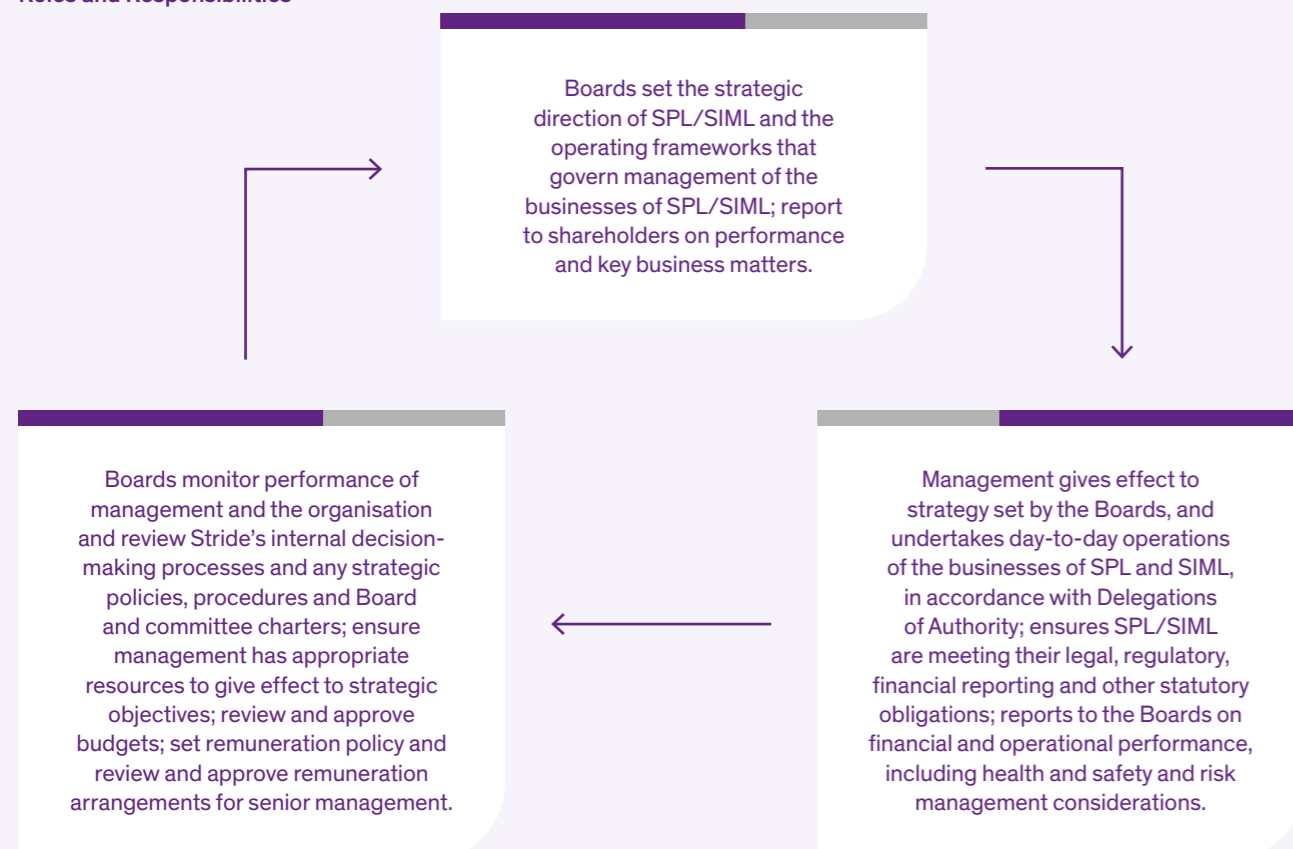 Roles and Responsibilities
Boards set the strategic
direction of SPL/SIML and the
operating frameworks that
govern management of the
businesses of SPL/SIML; report
to shareholders on performance
and key business matters.
Boards monitor performance of
management and the organisation
and review Stride’s internal decision-
making processes and any strategic
policies, procedures and Board
and committee charters; ensure
management has appropriate
resources to give effect to strategic
objectives; review and approve
budgets; set remuneration policy and
review and approve remuneration
arrangements for senior management.
Management gives effect to
strategy set by the Boards, and
undertakes day-to-day operations
of the businesses of SPL and SIML,
in accordance with Delegations
of Authority; ensures SPL/SIML
are meeting their legal, regulatory,
financial reporting and other statutory
obligations; reports to the Boards on
financial and operational performance,
including health and safety and risk
management considerations.